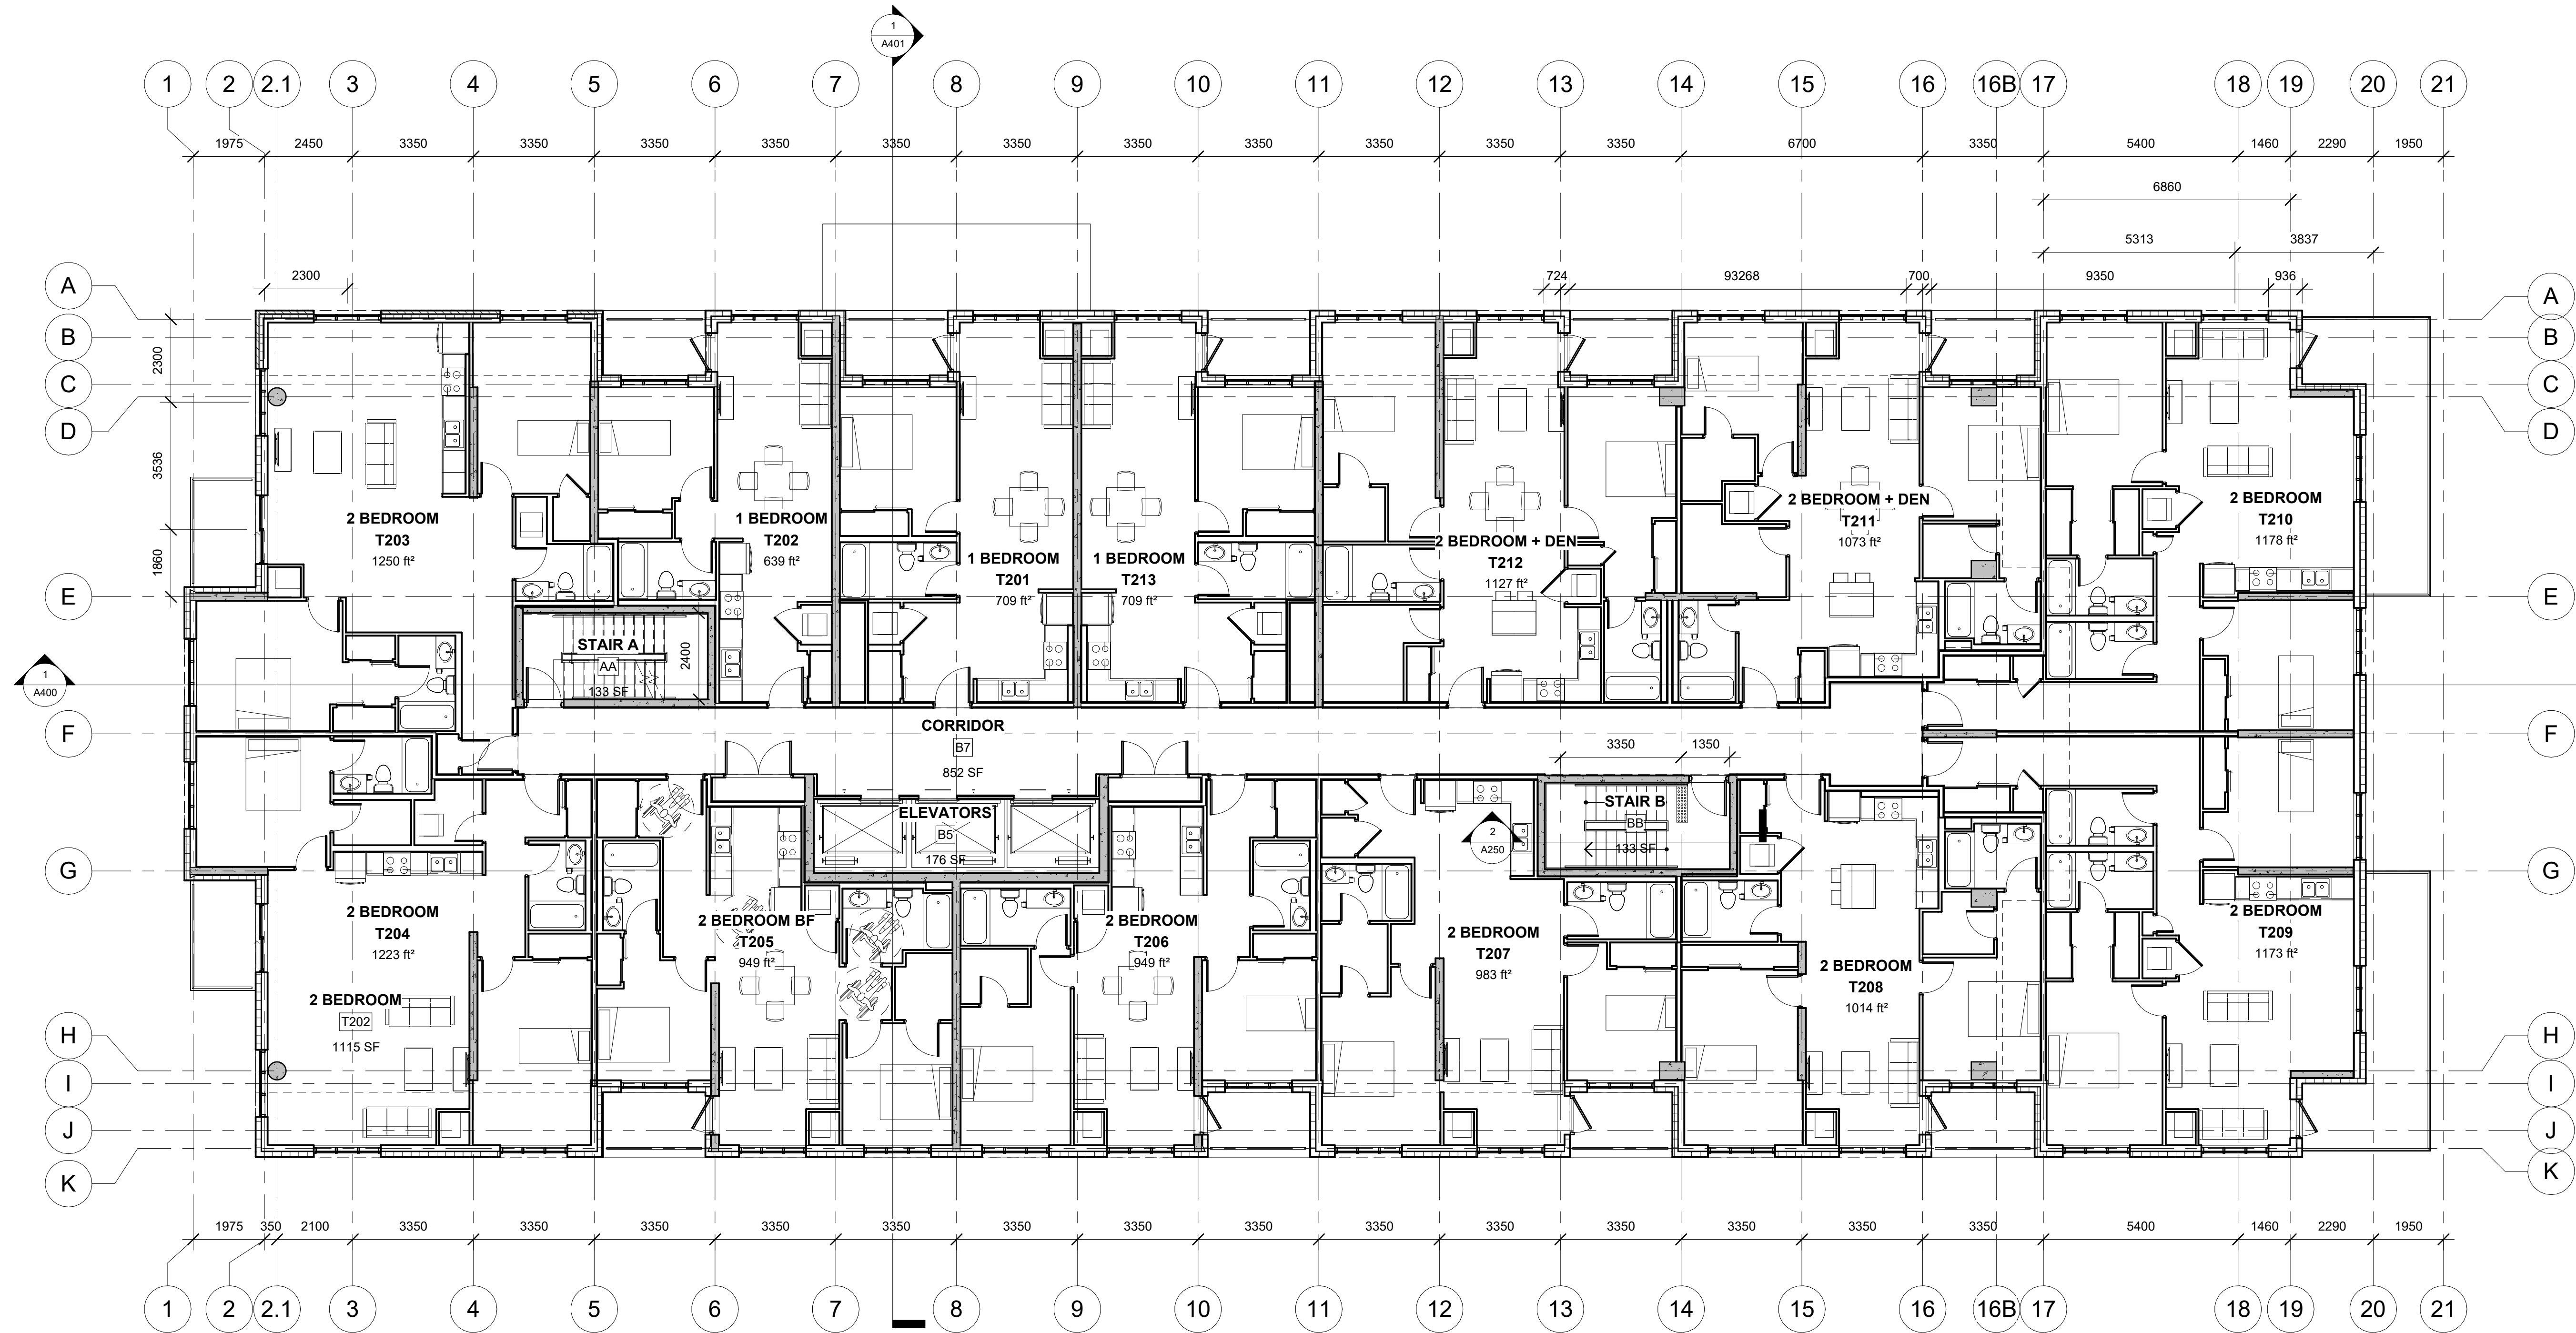 1
A401
1 2 2.1 3 4 5 6 7 8 9 10 11 12 13 14 15 16 16B 17 18 19 20 21
1975 2450 3350 3350 3350 3350 3350 3350 3350 3350 3350 3350 3350 6700 3350 5400 1460 2290 1950
6860
5313 3837
2300 724 93268 700 9350 936
A A
B B
2300
C C
D D
3536
2 BEDROOM
T203
1250 ft²
1 BEDROOM
T202
639 ft²
1 BEDROOM
T201
709 ft²
1 BEDROOM
T213
709 ft²
2 BEDROOM + DEN
T212
1127 ft²
2 BEDROOM + DEN
T211
1073 ft²
2 BEDROOM
T210
1178 ft²
1860
E E
STAIR A
AA
133 SF
2400
1
A400
F F
CORRIDOR
B7
852 SF
3350 1350
ELEVATORS
B5
176 SF
STAIR B
BB
133 SF
2
A250
G G
2 BEDROOM
T204
1223 ft²
2 BEDROOM BF
T205
949 ft²
2 BEDROOM
T206
949 ft²
2 BEDROOM
T207
983 ft²
2 BEDROOM
T208
1014 ft²
2 BEDROOM
T209
1173 ft²
2 BEDROOM
T202
1115 SF
H H
I I
J J
K K
1975 350 2100 3350 3350 3350 3350 3350 3350 3350 3350 3350 3350 3350 3350 3350 3350 5400 1460 2290 1950
1 2 2.1 3 4 5 6 7 8 9 10 11 12 13 14 15 16 16B 17 18 19 20 21